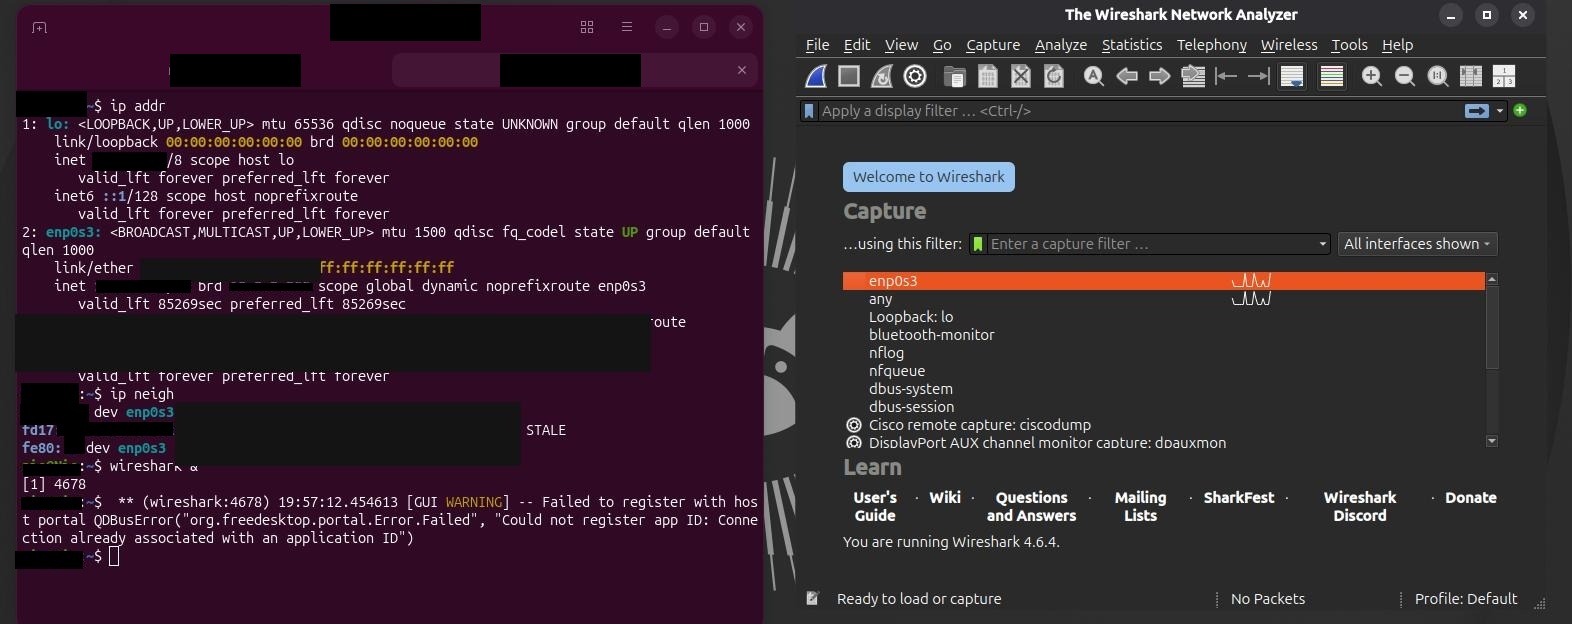 ~$ ip addr
1: lo: <LOOPBACK,UP,LOWER_UP> mtu 65536 qdisc noqueue state UNKNOWN group default qlen 1000
link/loopback 00:00:00:00:00:00 brd 00:00:00:00:00:00
inet /8 scope host lo
valid_lft forever preferred_lft forever
inet6 ::1/128 scope host noprefixroute
valid_lft forever preferred_lft forever
2: enp0s3: <BROADCAST,MULTICAST,UP,LOWER_UP> mtu 1500 qdisc fq_codel state UP group default
qlen 1000
link/ether ff:ff:ff:ff:ff:ff
inet brd scope global dynamic noprefixroute enp0s3
valid_lft 85269sec preferred_lft 85269sec
route
valid_lft forever preferred_lft forever
:~$ ip neigh
dev enp0s3
fd17: STALE
fe80: dev enp0s3
:~$ wireshark &
[1] 4678
:~$ ** (wireshark:4678) 19:57:12.454613 [GUI WARNING] -- Failed to register with hos
t portal QDBusError("org.freedesktop.portal.Error.Failed", "Could not register app ID: Conne
ction already associated with an application ID")
:~$
The Wireshark Network Analyzer
File Edit View Go Capture Analyze Statistics Telephony Wireless Tools Help
Apply a display filter … <Ctrl-/>
Welcome to Wireshark
Capture
…using this filter: Enter a capture filter … All interfaces shown
enp0s3
any
Loopback: lo
bluetooth-monitor
nflog
nfqueue
dbus-system
dbus-session
Cisco remote capture: ciscodump
DisplayPort AUX channel monitor capture: dpauxmon
Learn
User's Guide · Wiki · Questions and Answers · Mailing Lists · SharkFest · Wireshark Discord · Donate
You are running Wireshark 4.6.4.
Ready to load or capture No Packets Profile: Default